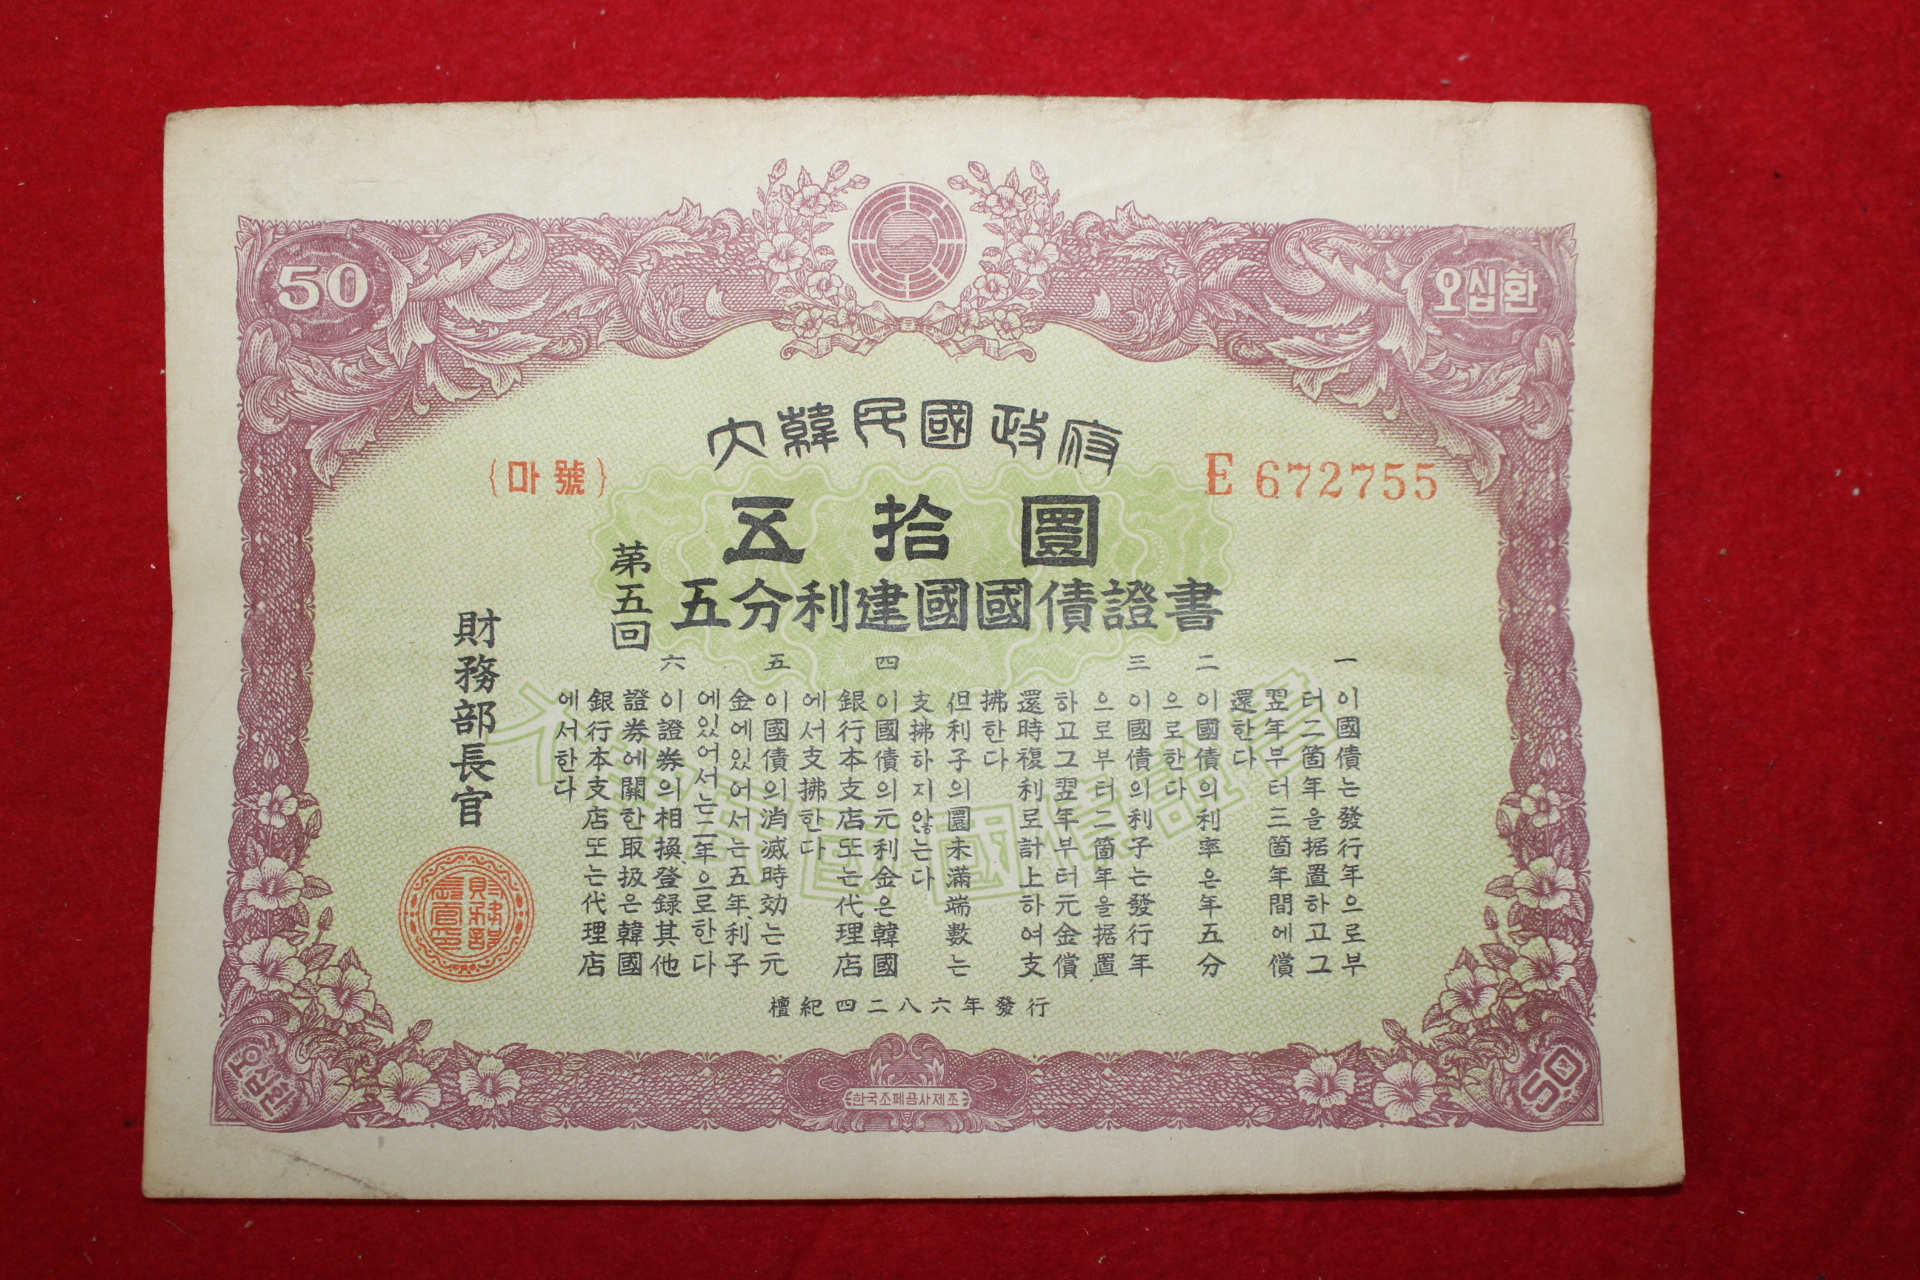 50
오십환
大韓民國政府
{마號}
E 672755
五拾圜
第五回
五分利建國國債證書
一 이國債는發行年으로부
터二箇年을据置하고그
翌年부터三箇年間에償
還한다
二 이國債의利率은年五分
으로한다
三 이國債의利子는發行年
으로부터二箇年을据置
하고그翌年부터元金償
還時複利로計上하여支
拂한다
但利子의圜未滿端數는
支拂하지않는다
四 이國債의元利金은韓國
銀行本支店또는代理店
에서支拂한다
五 이國債의消滅時効는元
金에있어서는五年、利子
에있어서는二年으로한다
六 이證券의相換、登録其他
證券에關한取扱은韓國
銀行本支店또는代理店
에서한다
財務部長官
檀紀四二八六年發行
오십환
한국조폐공사제조
50